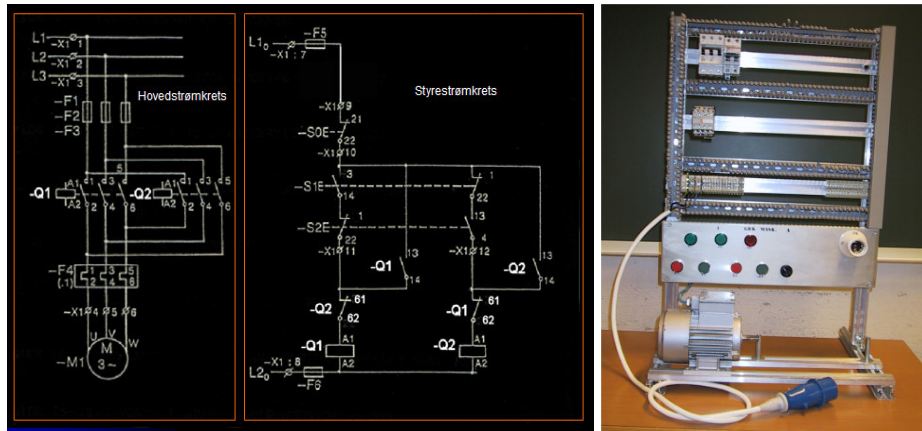 Hovedstrømkrets
L1
-X1 1
L2
-X1 2
L3
-X1 3
-F1
-F2
-F3
5
-Q1 A1 1 3
A2 2 4 6
-Q2 A1 1 3 5
A2 2 4 6
-F4 1 3 5
(.1) 2 4 6
-X1 4 5 6
U V W
-M1 M
3~
Styrestrømkrets
L1o -X1:7 -F5
-X1 9
21
-S0E
22
-X1 10
3 1
-S1E
14 22
1 13
-S2E
22 4
-X1 11
-X1 12
-Q1 13
14
-Q2 13
14
-Q2 61
62
-Q1 61
62
-Q1 A1
A2
-Q2 A1
A2
L2o -X1:8
-F6